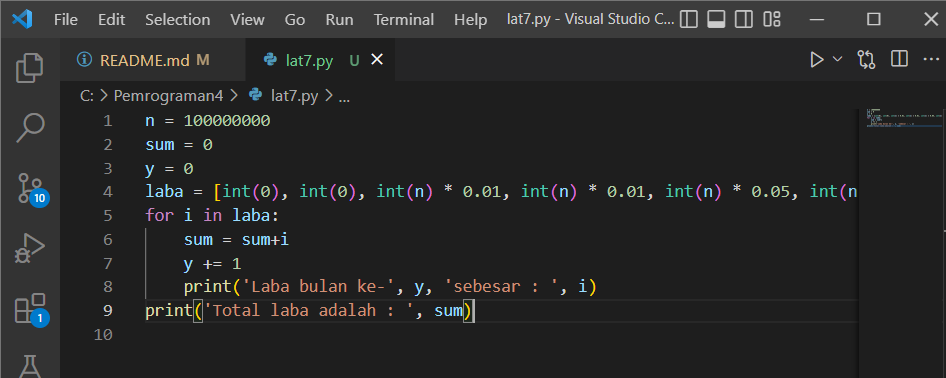 File Edit Selection View Go Run Terminal Help lat7.py - Visual Studio C...
README.md M lat7.py U
C: > Pemrograman4 > lat7.py > ...
1 n = 100000000
2 sum = 0
3 y = 0
4 laba = [int(0), int(0), int(n) * 0.01, int(n) * 0.01, int(n) * 0.05, int(n
5 for i in laba:
6 sum = sum+i
7 y += 1
8 print('Laba bulan ke-', y, 'sebesar : ', i)
9 print('Total laba adalah : ', sum)
10
10
1